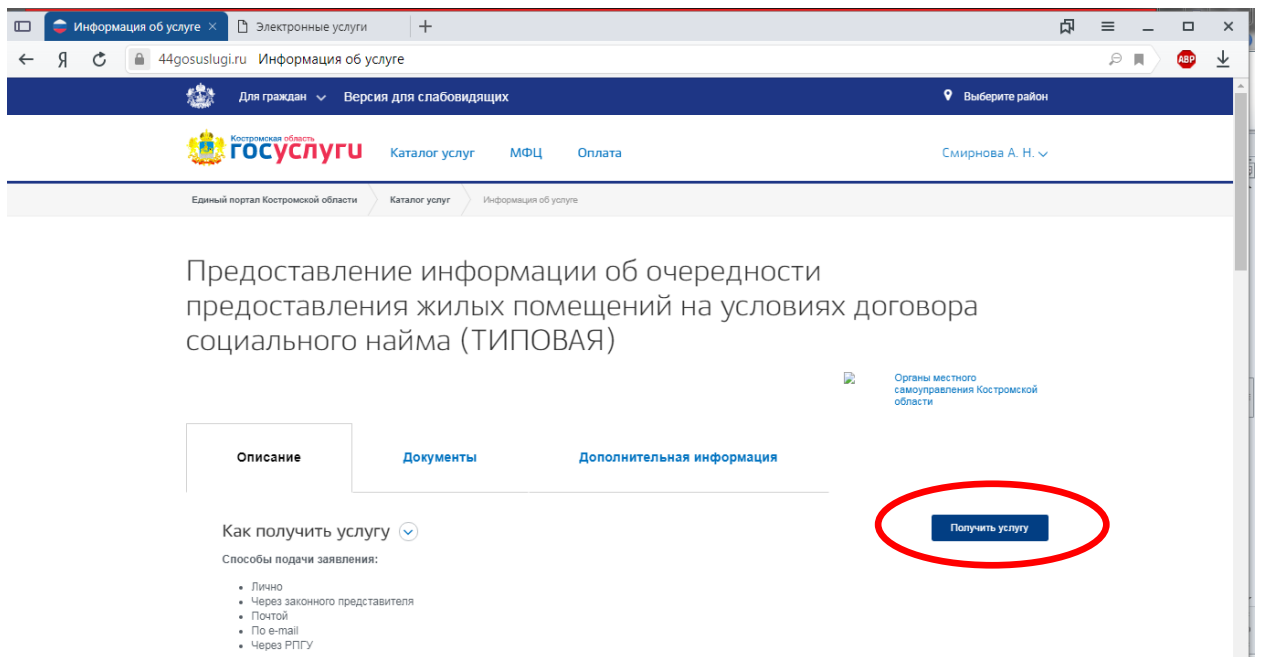 Информация об услуге
Электронные услуги
Я 44gosuslugi.ru Информация об услуге
ABP
Для граждан Версия для слабовидящих Выберите район
Костромская область
госуслуги Каталог услуг МФЦ Оплата Смирнова А. Н.
Единый портал Костромской области Каталог услуг Информация об услуге
Предоставление информации об очередности
предоставления жилых помещений на условиях договора
социального найма (ТИПОВАЯ)
Органы местного
самоуправления Костромской
области
Описание Документы Дополнительная информация
Как получить услугу
Получить услугу
Способы подачи заявления:
Лично
Через законного представителя
Почтой
По e-mail
Через РПГУ